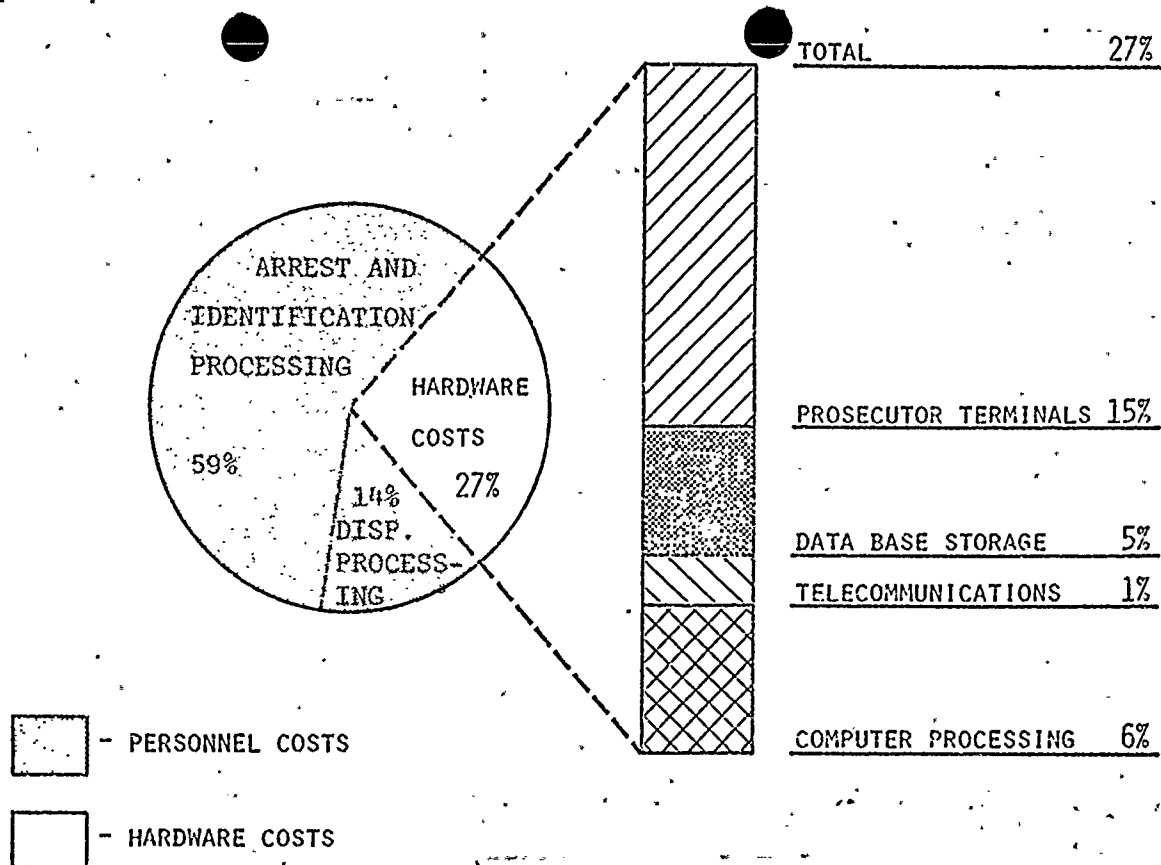 TOTAL 27%
ARREST AND
IDENTIFICATION
PROCESSING
59%
HARDWARE
COSTS
27%
14%
DISP.
PROCESS-
ING
PROSECUTOR TERMINALS 15%
DATA BASE STORAGE 5%
TELECOMMUNICATIONS 1%
COMPUTER PROCESSING 6%
- PERSONNEL COSTS
- HARDWARE COSTS